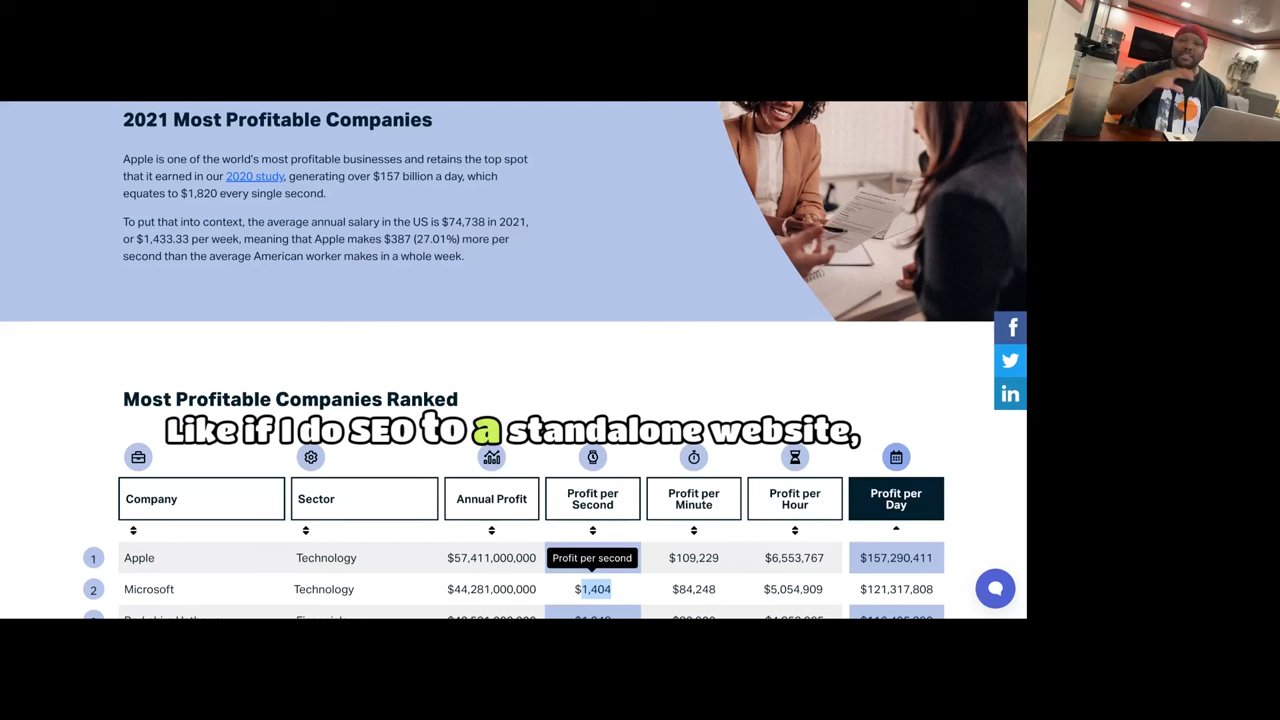 2021 Most Profitable Companies
Apple is one of the world's most profitable businesses and retains the top spot
that it earned in our 2020 study, generating over $157 billion a day, which
equates to $1,820 every single second.
To put that into context, the average annual salary in the US is $74,738 in 2021,
or $1,433.33 per week, meaning that Apple makes $387 (27.01%) more per
second than the average American worker makes in a whole week.
f
in
Most Profitable Companies Ranked
Like if I do SEO to a standalone website,
Company Sector Annual Profit Profit per Second Profit per Minute Profit per Hour Profit per Day
1 Apple Technology $57,411,000,000 Profit per second $109,229 $6,553,767 $157,290,411
2 Microsoft Technology $44,281,000,000 $1,404 $84,248 $5,054,909 $121,317,808